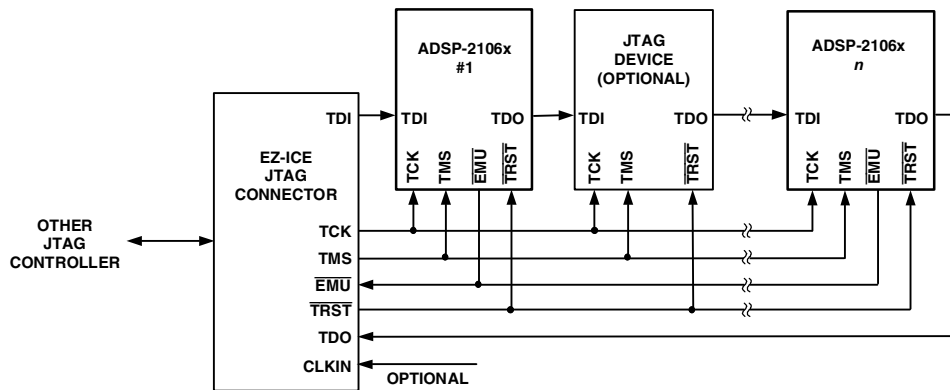 ADSP-2106x
#1
TDI
TDO
TCK
TMS
EMU
TRST
JTAG
DEVICE
(OPTIONAL)
TDI
TDO
TCK
TMS
TRST
ADSP-2106x
n
TDI
TDO
TCK
TMS
EMU
TRST
EZ-ICE
JTAG
CONNECTOR
TDI
TCK
TMS
EMU
TRST
TDO
CLKIN
OTHER
JTAG
CONTROLLER
OPTIONAL